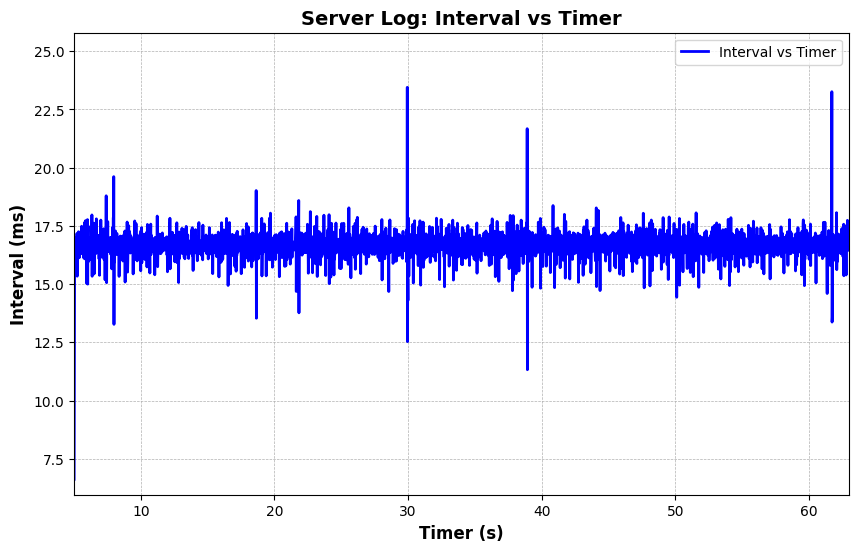 Server Log: Interval vs Timer
Interval vs Timer
25.0
22.5
20.0
17.5
15.0
12.5
10.0
7.5
Interval (ms)
10 20 30 40 50 60
Timer (s)